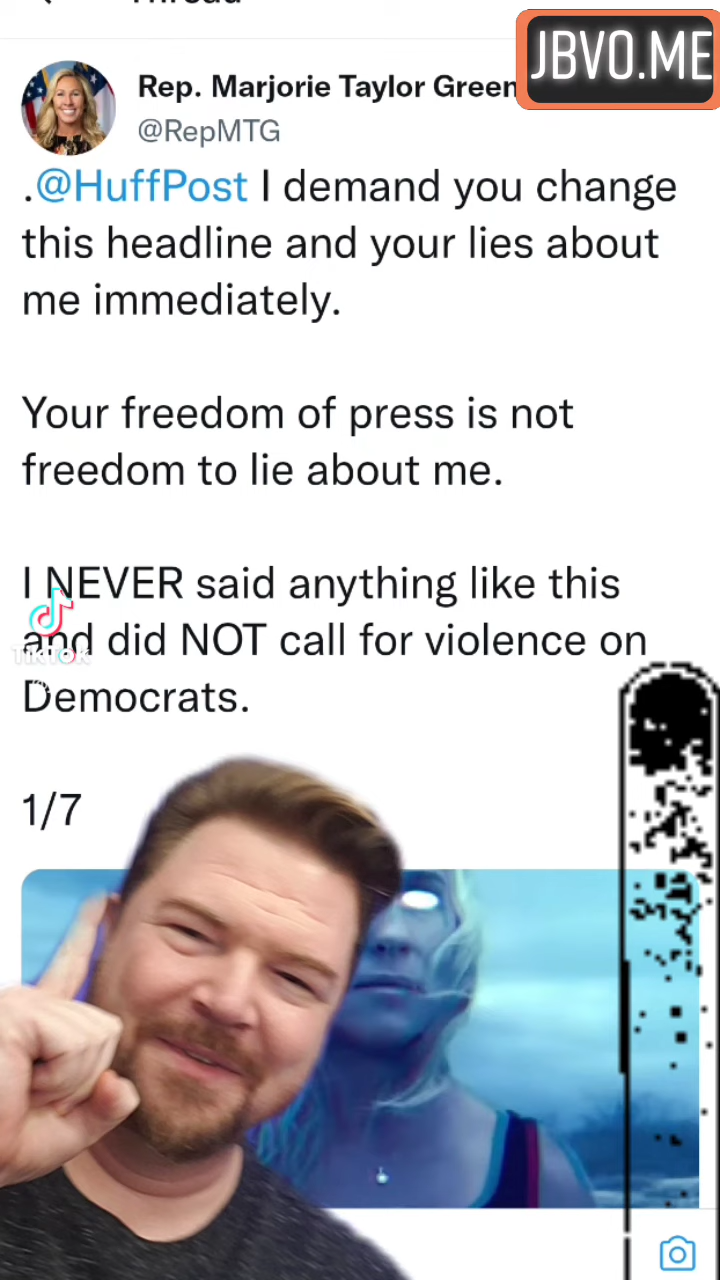 JBVO.ME
Rep. Marjorie Taylor Green
@RepMTG
.@HuffPost I demand you change
this headline and your lies about
me immediately.
Your freedom of press is not
freedom to lie about me.
I NEVER said anything like this
and did NOT call for violence on
Democrats.
1/7
TikTok